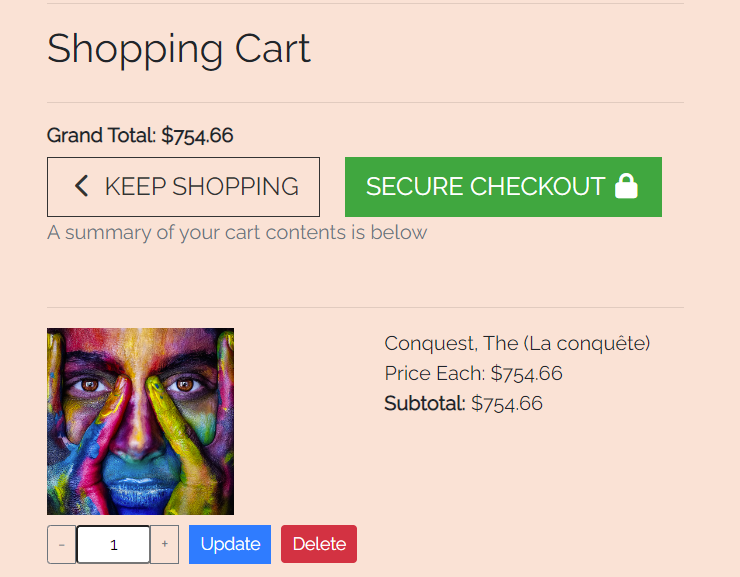 Shopping Cart
Grand Total: $754.66
KEEP SHOPPING
SECURE CHECKOUT
A summary of your cart contents is below
Conquest, The (La conquête)
Price Each: $754.66
Subtotal: $754.66
- 1 + Update Delete